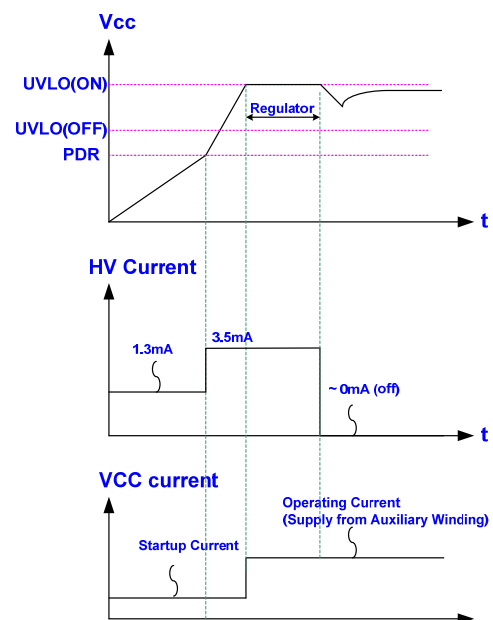 Vcc
UVLO(ON)
Regulator
UVLO(OFF)
PDR
t
HV Current
3.5mA
1.3mA
~ 0mA (off)
t
VCC current
Operating Current
(Supply from Auxiliary Winding)
Startup Current